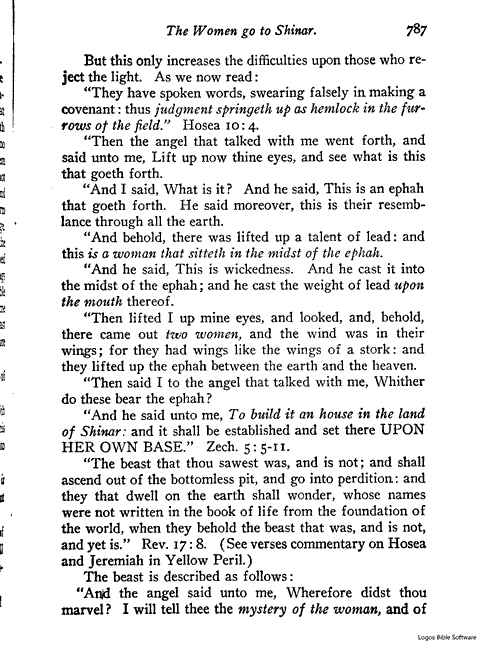 The Women go to Shinar. 787
But this only increases the difficulties upon those who re-
ject the light. As we now read:
"They have spoken words, swearing falsely in making a
covenant: thus judgment springeth up as hemlock in the fur-
rows of the field." Hosea 10:4.
"Then the angel that talked with me went forth, and
said unto me, Lift up now thine eyes, and see what is this
that goeth forth.
"And I said, What is it? And he said, This is an ephah
that goeth forth. He said moreover, this is their resemb-
lance through all the earth.
"And behold, there was lifted up a talent of lead: and
this is a woman that sitteth in the midst of the ephah.
"And he said, This is wickedness. And he cast it into
the midst of the ephah; and he cast the weight of lead upon
the mouth thereof.
"Then lifted I up mine eyes, and looked, and, behold,
there came out two women, and the wind was in their
wings; for they had wings like the wings of a stork: and
they lifted up the ephah between the earth and the heaven.
"Then said I to the angel that talked with me, Whither
do these bear the ephah?
"And he said unto me, To build it an house in the land
of Shinar: and it shall be established and set there UPON
HER OWN BASE." Zech. 5:5-11.
"The beast that thou sawest was, and is not; and shall
ascend out of the bottomless pit, and go into perdition: and
they that dwell on the earth shall wonder, whose names
were not written in the book of life from the foundation of
the world, when they behold the beast that was, and is not,
and yet is." Rev. 17:8. (See verses commentary on Hosea
and Jeremiah in Yellow Peril.)
The beast is described as follows:
"And the angel said unto me, Wherefore didst thou
marvel? I will tell thee the mystery of the woman, and of
Logos Bible Software